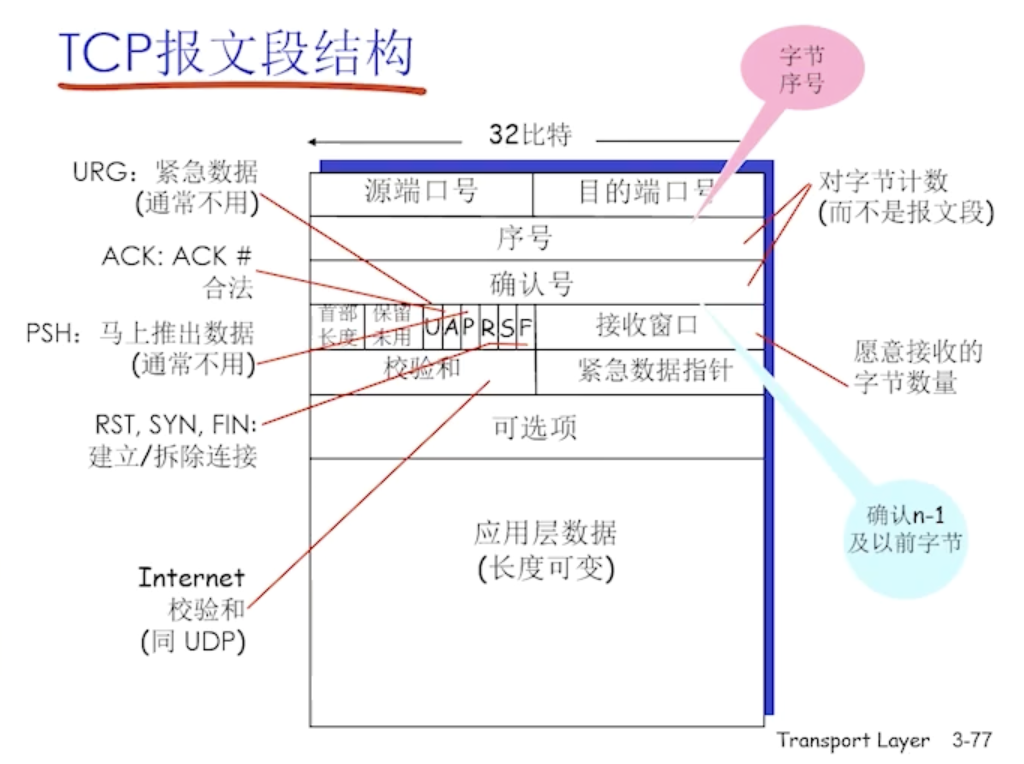 TCP报文段结构
字节
序号
32比特
URG：紧急数据
(通常不用)
源端口号
目的端口号
对字节计数
(而不是报文段)
序号
ACK: ACK #
合法
确认号
PSH：马上推出数据
(通常不用)
首部
长度
保留
未用
U A P R S F
接收窗口
愿意接收的
字节数量
校验和
紧急数据指针
RST, SYN, FIN:
建立/拆除连接
可选项
确认n-1
及以前字节
应用层数据
(长度可变)
Internet
校验和
(同 UDP)
Transport Layer 3-77